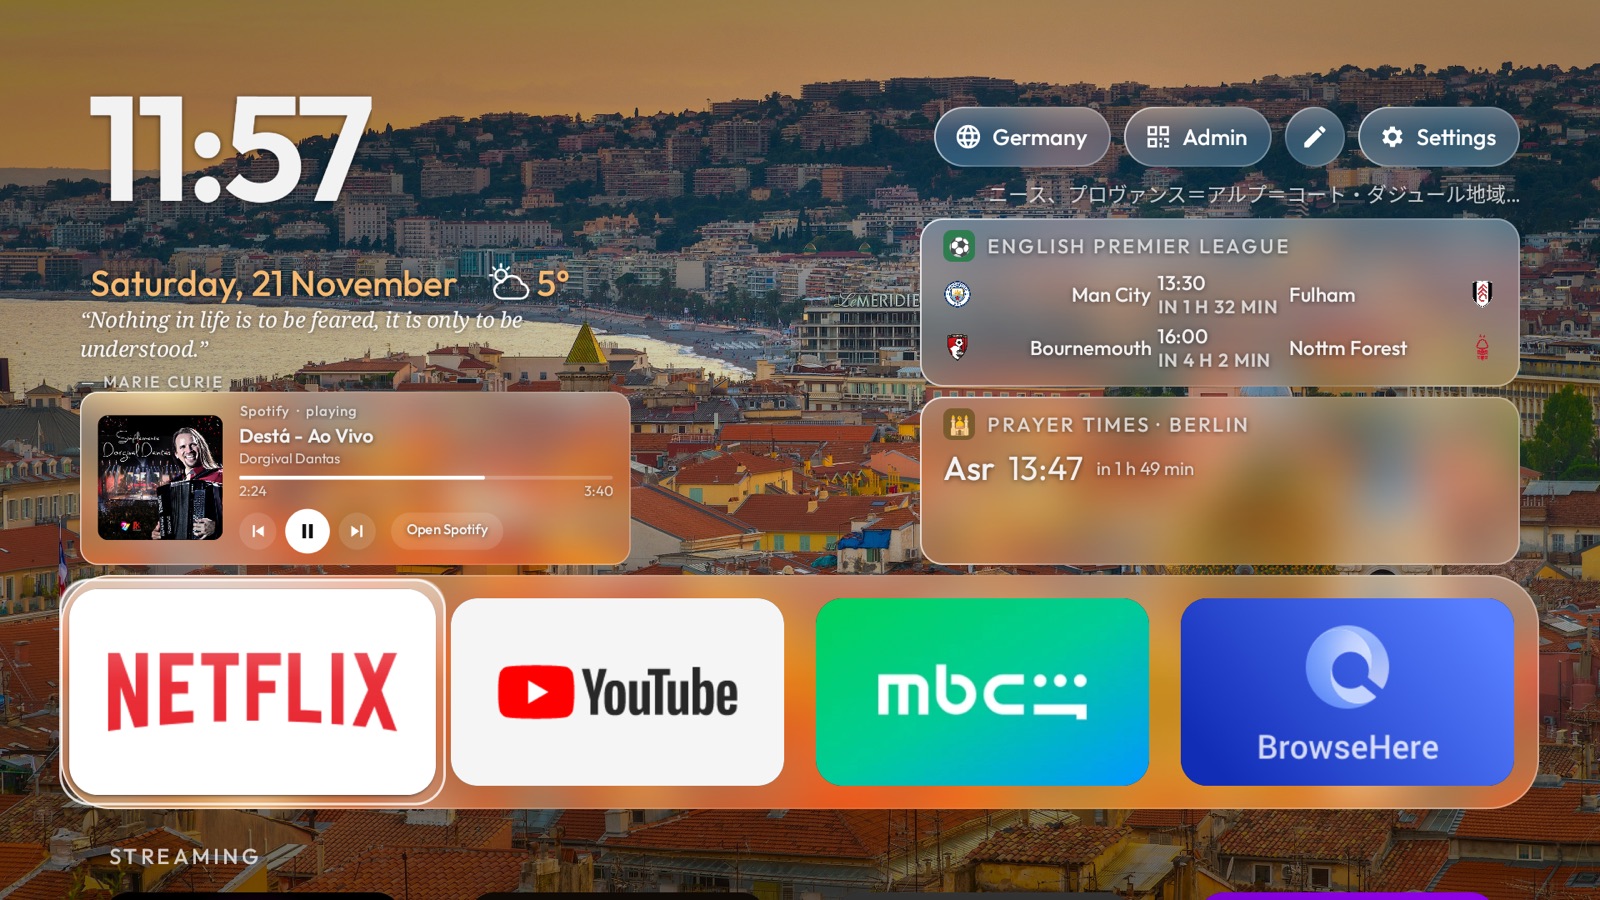 11:57
Saturday, 21 November 5°
“Nothing in life is to be feared, it is only to be
understood.”
— MARIE CURIE
Spotify · playing
Destá - Ao Vivo
Dorgival Dantas
2:24 3:40
Open Spotify
Simplesmente
Dorgival Dantas
Germany
Admin
Settings
ニース、プロヴァンス＝アルプ＝コート・ダジュール地域...
Le MERIDIE
ENGLISH PREMIER LEAGUE
Man City 13:30 Fulham
IN 1 H 32 MIN
Bournemouth 16:00 Nottm Forest
IN 4 H 2 MIN
PRAYER TIMES · BERLIN
Asr 13:47 in 1 h 49 min
NETFLIX
YouTube
mbc
BrowseHere
STREAMING